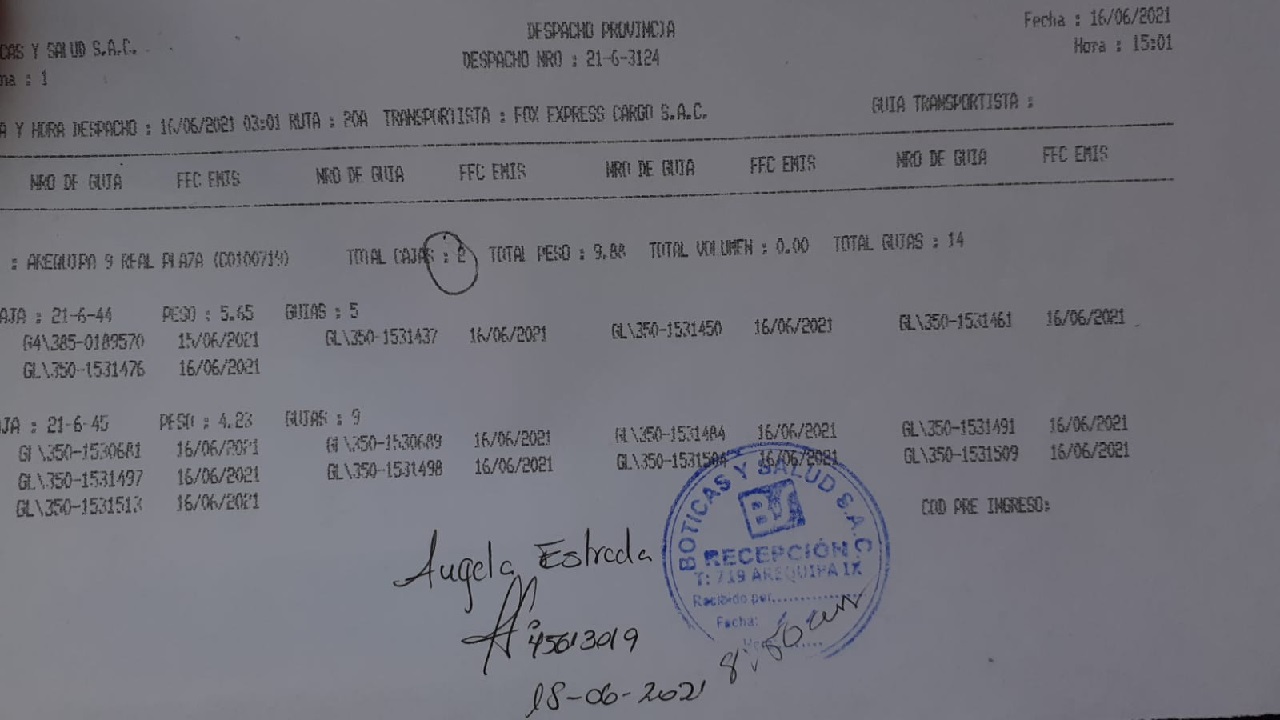 CAS Y SALUD S.A.C.
DESPACHO PROVINCIA
Fecha : 16/06/2021
na : 1
DESPACHO NRO : 21-6-3124
Hora : 15:01
A Y HORA DESPACHO : 16/06/2021 03:01 RUTA : 20A TRANSPORTISTA : FOX EXPRESS CARGO S.A.C.
GUIA TRANSPORTISTA :
NRO DE GUIA FEC EMIS NRO DE GUIA FEC EMIS NRO DE GUIA FEC EMIS NRO DE GUIA FEC EMIS
: AREQUIPA 9 REAL PLAZA (C0100719) TOTAL CAJAS : 2 TOTAL PESO : 9.88 TOTAL VOLUMEN : 0.00 TOTAL GUIAS : 14
AJA : 21-6-44 PESO : 5.65 GUIAS : 5
G4\385-0189570 15/06/2021 GL\350-1531437 16/06/2021 GL\350-1531450 16/06/2021 GL\350-1531461 16/06/2021
GL\350-1531476 16/06/2021
AJA : 21-6-45 PESO : 4.23 GUIAS : 9
GL\350-1530681 16/06/2021 GL\350-1530689 16/06/2021 GL\350-1531484 16/06/2021 GL\350-1531491 16/06/2021
GL\350-1531497 16/06/2021 GL\350-1531498 16/06/2021 GL\350-1531504 16/06/2021 GL\350-1531509 16/06/2021
GL\350-1531513 16/06/2021
COD PRE INGRESO:
BOTICAS Y SALUD S.A.C
RECEPCIÓN
T: 719 AREQUIPA IX
Recibido por:
Fecha:
Angela Estrada
45613019
18-06-2021